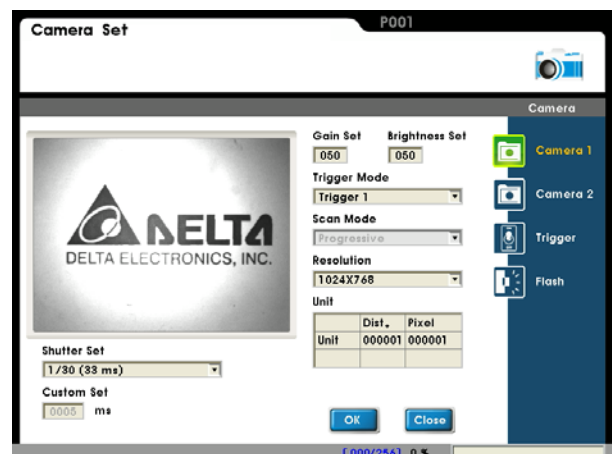 Camera Set
P001
Camera
Gain Set Brightness Set
050 050
Trigger Mode
Trigger 1
Scan Mode
Progressive
Resolution
1024X768
Unit
Dist. Pixel
Unit 000001 000001
DELTA
DELTA ELECTRONICS, INC.
Shutter Set
1/30 (33 ms)
Custom Set
0005 ms
OK Close
Camera 1
Camera 2
Trigger
Flash
[000/256] 0 %